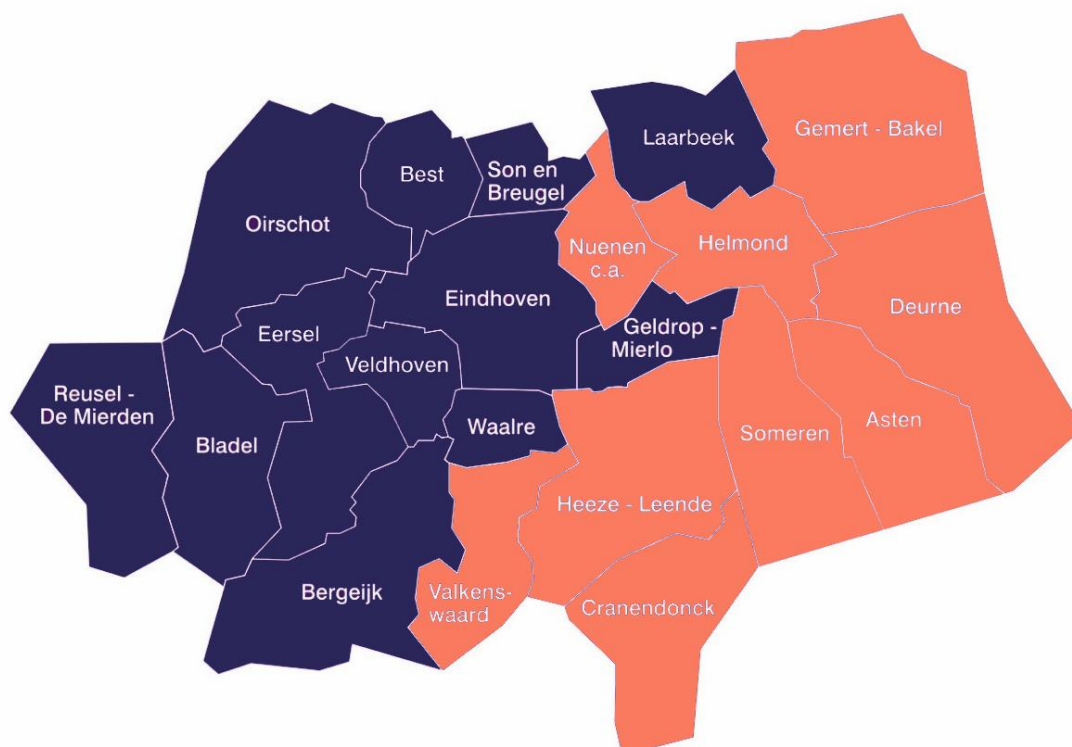 Gemert - Bakel
Laarbeek
Best
Son en
Breugel
Oirschot
Nuenen
c.a.
Helmond
Eindhoven
Deurne
Eersel
Geldrop -
Mierlo
Veldhoven
Reusel -
De Mierden
Bladel
Waalre
Someren
Asten
Heeze - Leende
Bergeijk
Valkens-
waard
Cranendonck